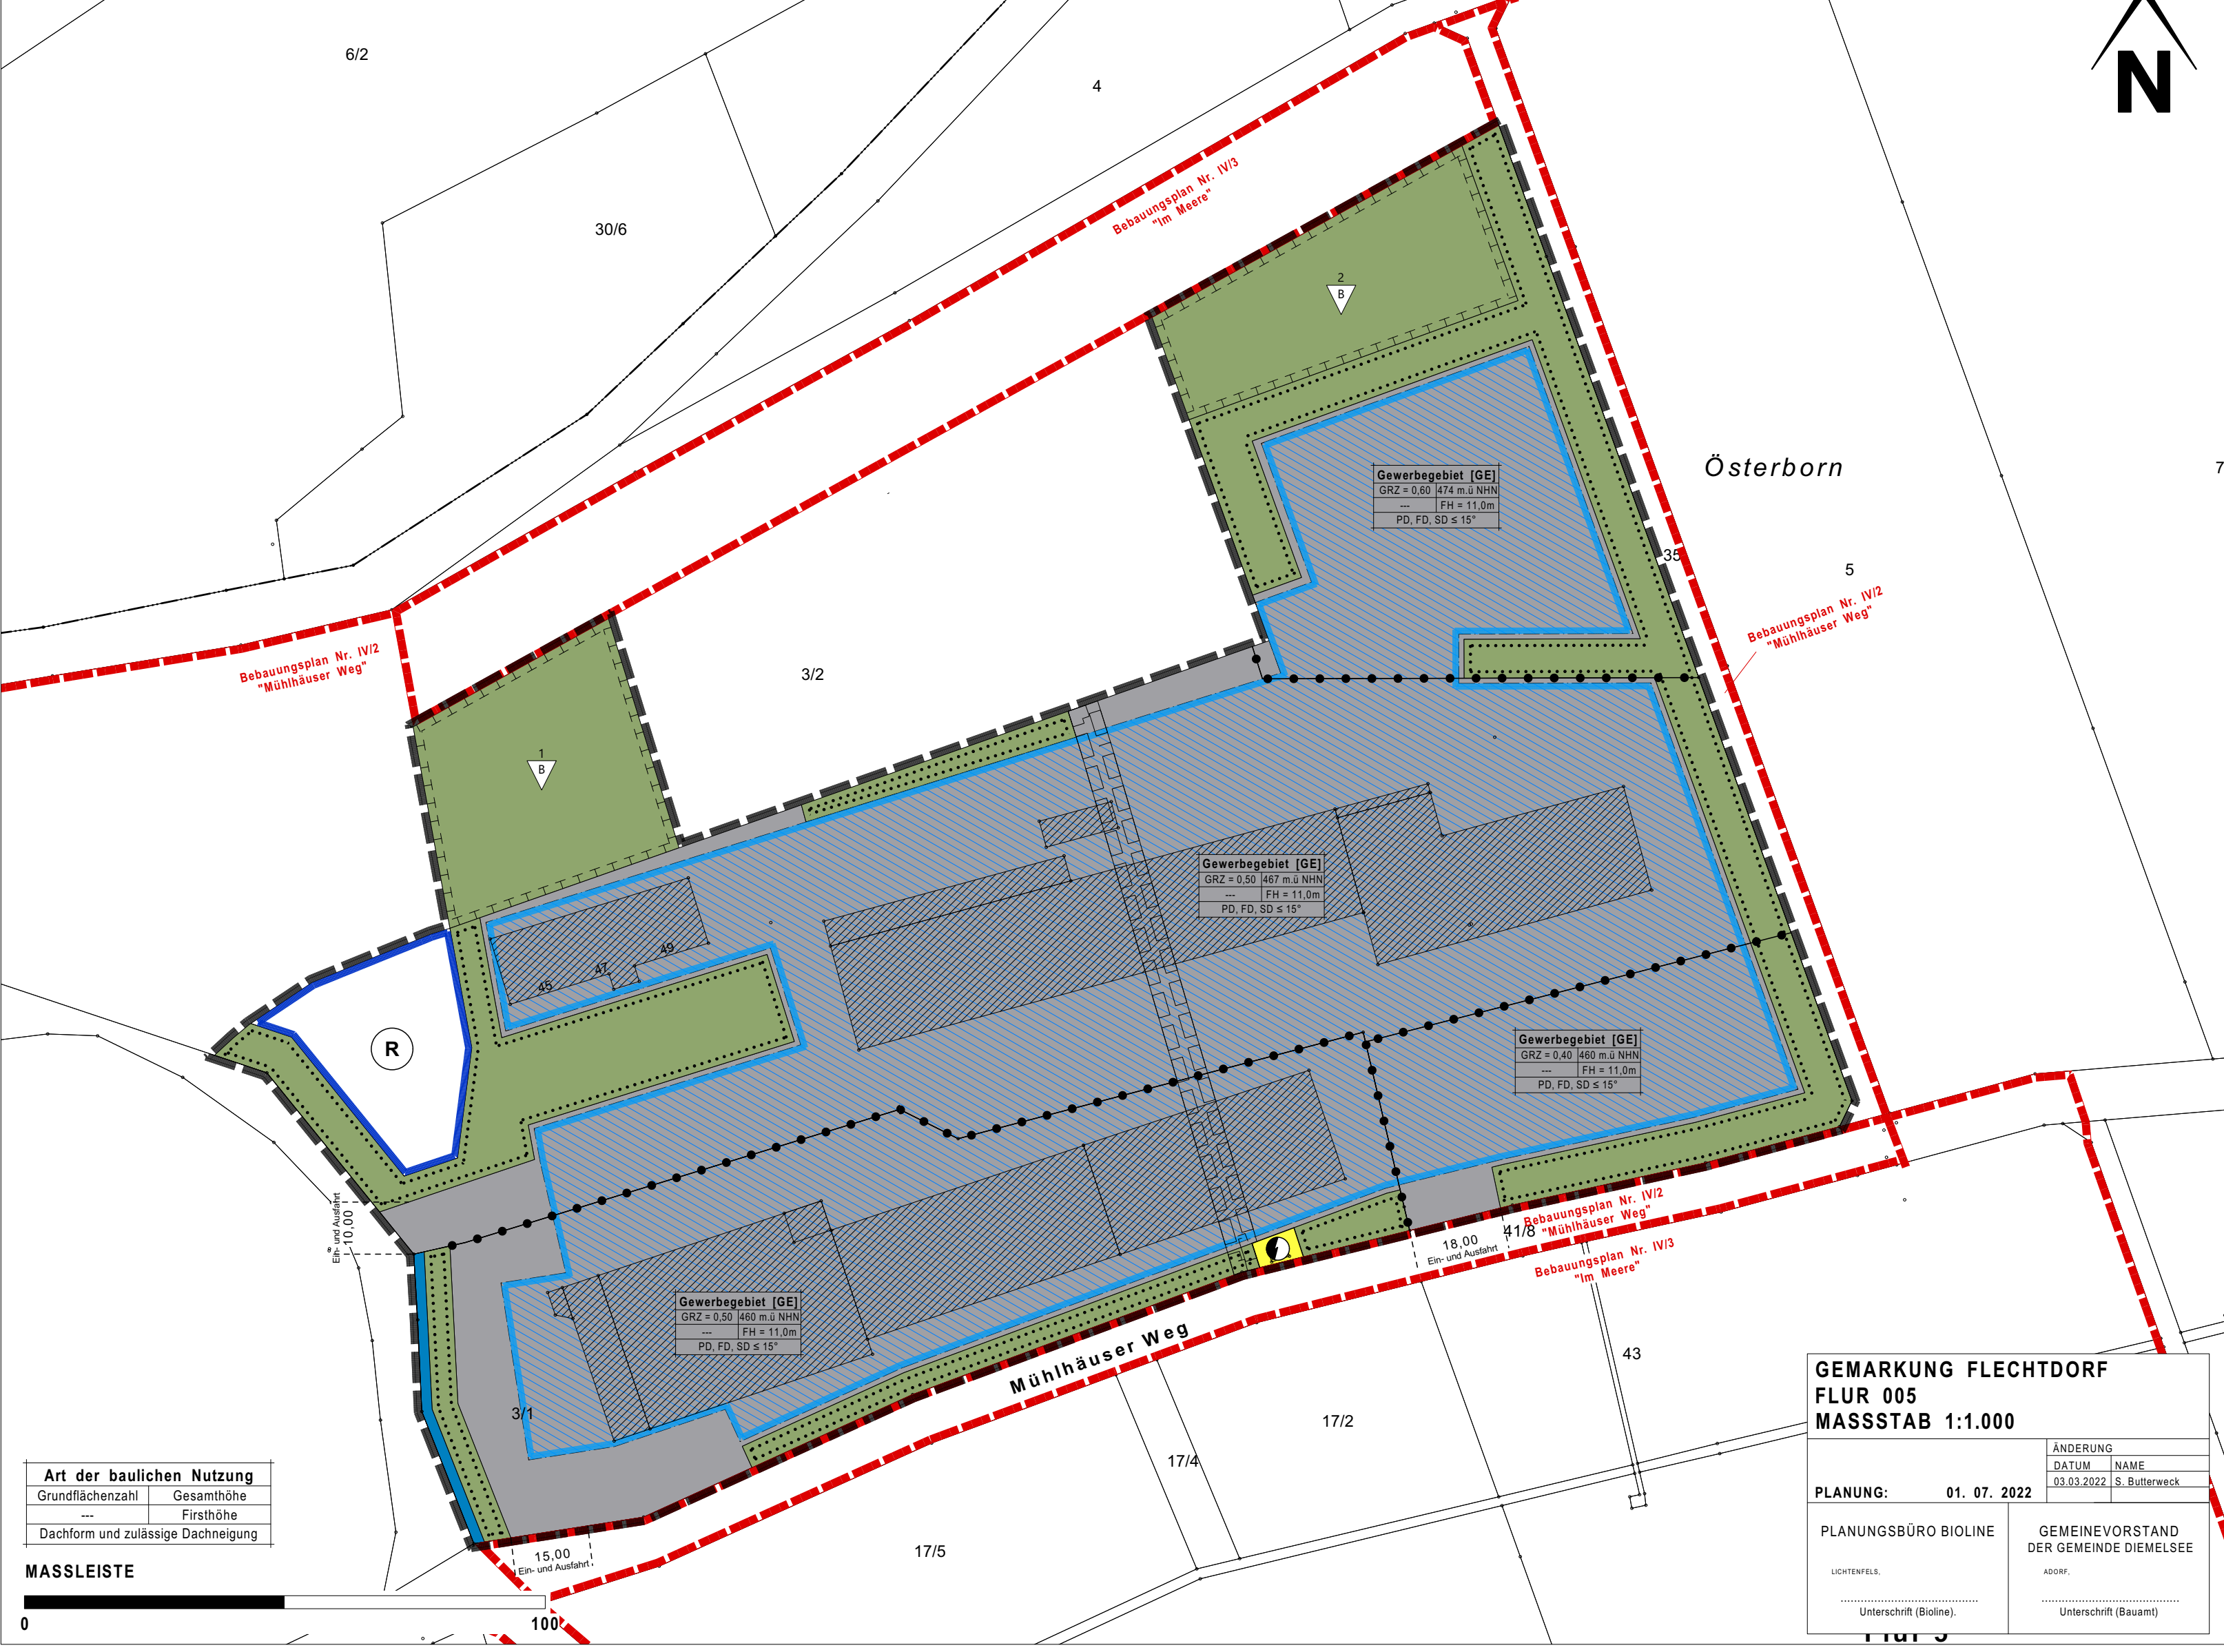 6/2
4
N
30/6
Bebauungsplan Nr. IV/3
"Im Meere"
2
B
Österborn
7
Gewerbegebiet [GE]
GRZ = 0,60 474 m.ü NHN
--- FH = 11,0m
PD, FD, SD ≤ 15°
35
5
Bebauungsplan Nr. IV/2
"Mühlhäuser Weg"
Bebauungsplan Nr. IV/2
"Mühlhäuser Weg"
3/2
1
B
Gewerbegebiet [GE]
GRZ = 0,50 467 m.ü NHN
--- FH = 11,0m
PD, FD, SD ≤ 15°
49
47
45
R
Gewerbegebiet [GE]
GRZ = 0,40 460 m.ü NHN
--- FH = 11,0m
PD, FD, SD ≤ 15°
Ein- und Ausfahrt
10,00
8
Bebauungsplan Nr. IV/2
"Mühlhäuser Weg"
41/8
18,00
Ein- und Ausfahrt
Bebauungsplan Nr. IV/3
"Im Meere"
Gewerbegebiet [GE]
GRZ = 0,50 460 m.ü NHN
--- FH = 11,0m
PD, FD, SD ≤ 15°
Mühlhäuser Weg
43
3/1
17/2
17/4
17/5
15,00
Ein- und Ausfahrt
Art der baulichen Nutzung
Grundflächenzahl Gesamthöhe
--- Firsthöhe
Dachform und zulässige Dachneigung
MASSLEISTE
0 100
GEMARKUNG FLECHTDORF
FLUR 005
MASSSTAB 1:1.000
ÄNDERUNG
DATUM NAME
03.03.2022 S. Butterweck
PLANUNG: 01. 07. 2022
PLANUNGSBÜRO BIOLINE
LICHTENFELS,
Unterschrift (Bioline).
GEMEINEVORSTAND
DER GEMEINDE DIEMELSEE
ADORF,
Unterschrift (Bauamt)
Flur 5